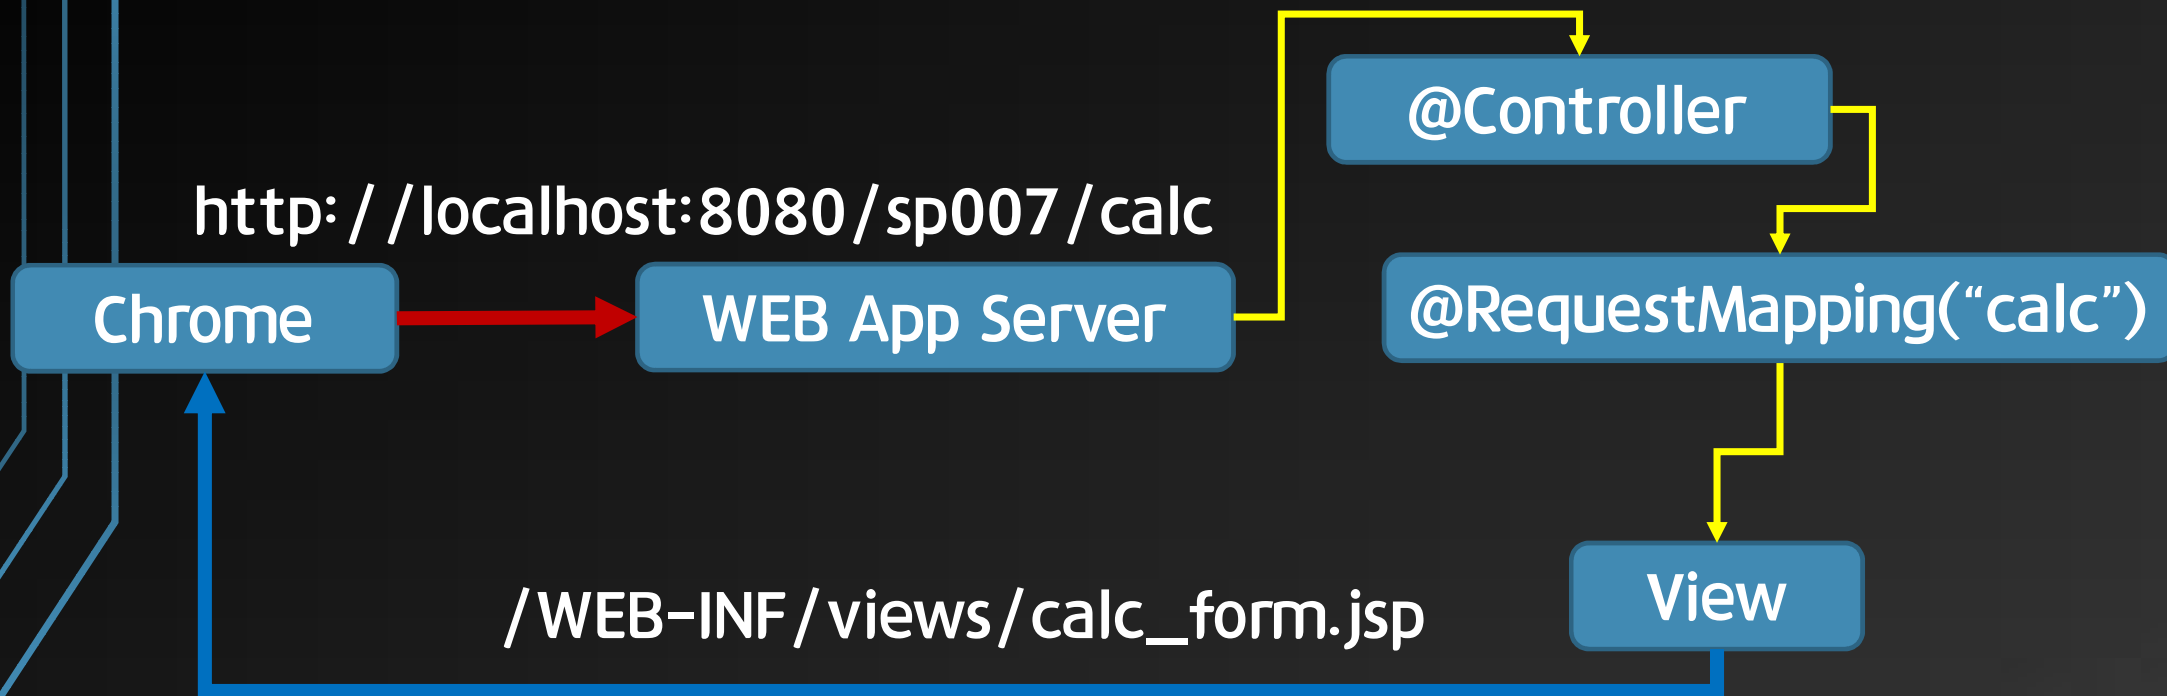 @Controller
http://localhost:8080/sp007/calc
Chrome
WEB App Server
@RequestMapping(“calc”)
/WEB-INF/views/calc_form.jsp
View